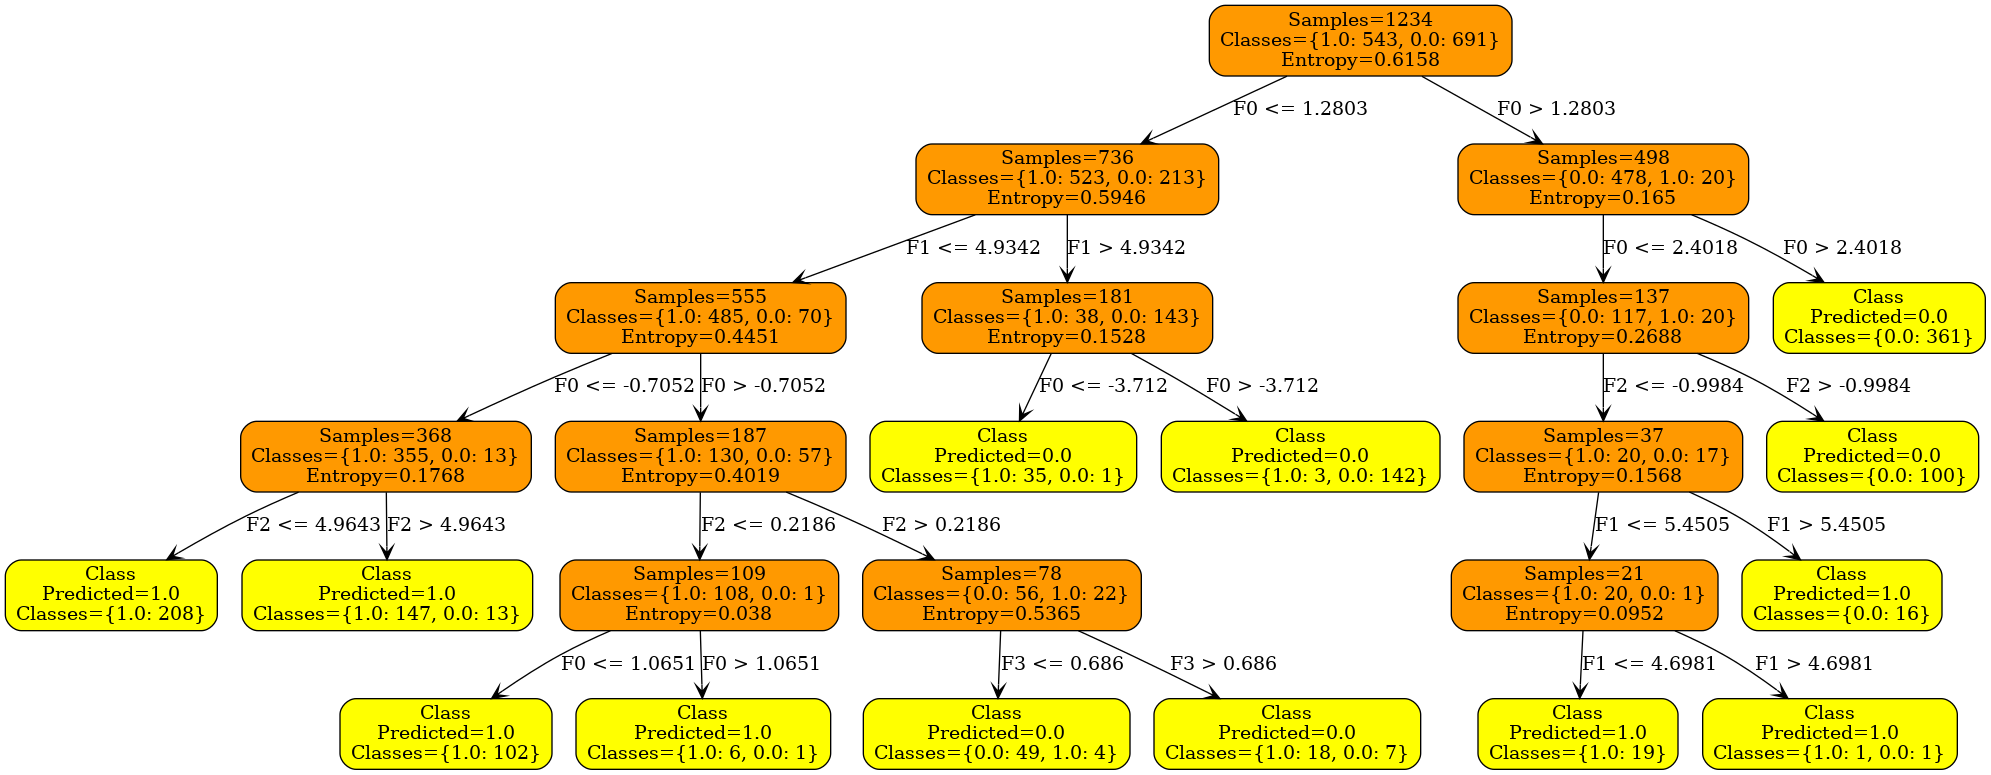 Samples=1234
Classes={1.0: 543, 0.0: 691}
Entropy=0.6158
F0 <= 1.2803
F0 > 1.2803
Samples=736
Classes={1.0: 523, 0.0: 213}
Entropy=0.5946
Samples=498
Classes={0.0: 478, 1.0: 20}
Entropy=0.165
F1 <= 4.9342
F1 > 4.9342
F0 <= 2.4018
F0 > 2.4018
Samples=555
Classes={1.0: 485, 0.0: 70}
Entropy=0.4451
Samples=181
Classes={1.0: 38, 0.0: 143}
Entropy=0.1528
Samples=137
Classes={0.0: 117, 1.0: 20}
Entropy=0.2688
Class
Predicted=0.0
Classes={0.0: 361}
F0 <= -0.7052
F0 > -0.7052
F0 <= -3.712
F0 > -3.712
F2 <= -0.9984
F2 > -0.9984
Samples=368
Classes={1.0: 355, 0.0: 13}
Entropy=0.1768
Samples=187
Classes={1.0: 130, 0.0: 57}
Entropy=0.4019
Class
Predicted=0.0
Classes={1.0: 35, 0.0: 1}
Class
Predicted=0.0
Classes={1.0: 3, 0.0: 142}
Samples=37
Classes={1.0: 20, 0.0: 17}
Entropy=0.1568
Class
Predicted=0.0
Classes={0.0: 100}
F2 <= 4.9643
F2 > 4.9643
F2 <= 0.2186
F2 > 0.2186
F1 <= 5.4505
F1 > 5.4505
Class
Predicted=1.0
Classes={1.0: 208}
Class
Predicted=1.0
Classes={1.0: 147, 0.0: 13}
Samples=109
Classes={1.0: 108, 0.0: 1}
Entropy=0.038
Samples=78
Classes={0.0: 56, 1.0: 22}
Entropy=0.5365
Samples=21
Classes={1.0: 20, 0.0: 1}
Entropy=0.0952
Class
Predicted=1.0
Classes={0.0: 16}
F0 <= 1.0651
F0 > 1.0651
F3 <= 0.686
F3 > 0.686
F1 <= 4.6981
F1 > 4.6981
Class
Predicted=1.0
Classes={1.0: 102}
Class
Predicted=1.0
Classes={1.0: 6, 0.0: 1}
Class
Predicted=0.0
Classes={0.0: 49, 1.0: 4}
Class
Predicted=0.0
Classes={1.0: 18, 0.0: 7}
Class
Predicted=1.0
Classes={1.0: 19}
Class
Predicted=1.0
Classes={1.0: 1, 0.0: 1}